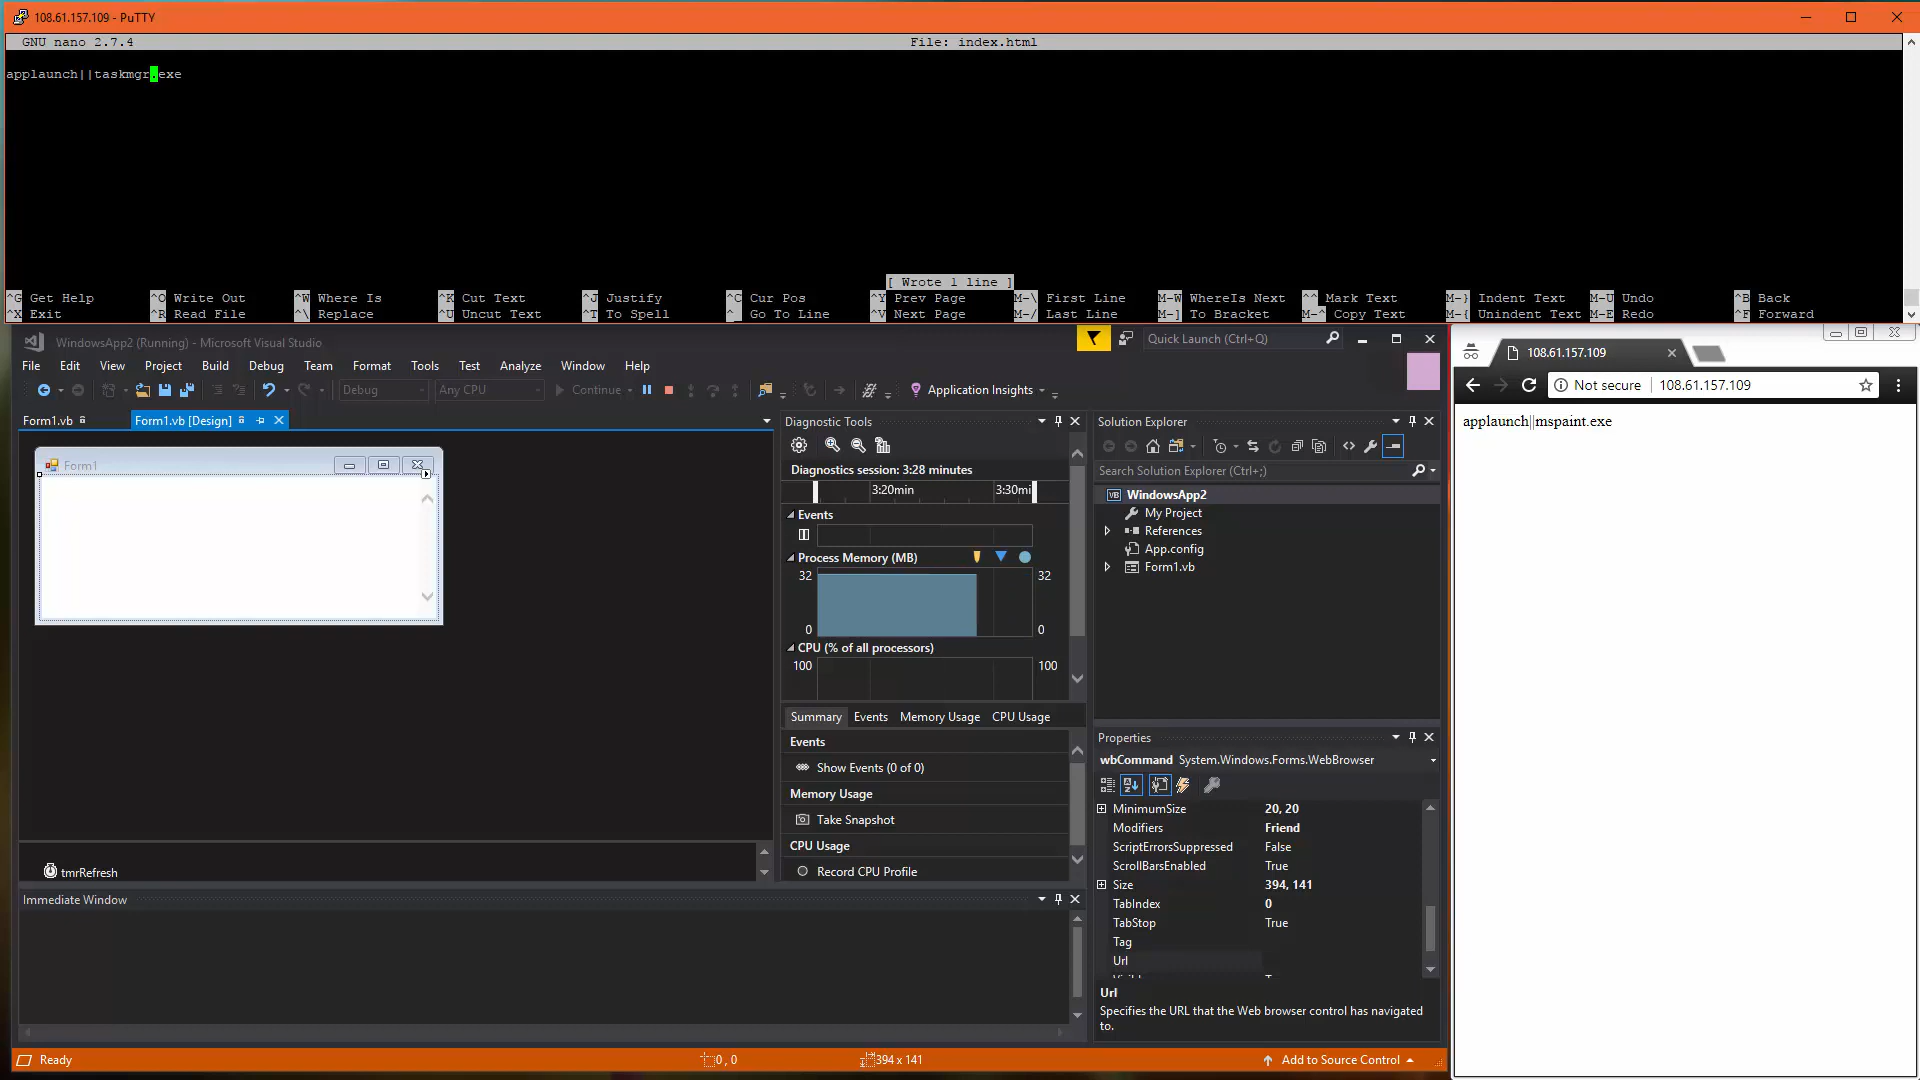 108.61.157.109 - PuTTY
GNU nano 2.7.4 File: index.html
applaunch||taskmgr.exe
[ Wrote 1 line ]
^G Get Help ^O Write Out ^W Where Is ^K Cut Text ^J Justify ^C Cur Pos ^Y Prev Page M-\ First Line M-W WhereIs Next ^^ Mark Text M-} Indent Text M-U Undo ^B Back
^X Exit ^R Read File ^\ Replace ^U Uncut Text ^T To Spell ^_ Go To Line ^V Next Page M-/ Last Line M-] To Bracket M-^ Copy Text M-{ Unindent Text M-E Redo ^F Forward
WindowsApp2 (Running) - Microsoft Visual Studio
Quick Launch (Ctrl+Q)
File Edit View Project Build Debug Team Format Tools Test Analyze Window Help
Debug Any CPU Continue Application Insights
Form1.vb Form1.vb [Design]
Form1
tmrRefresh
Immediate Window
Diagnostic Tools
Diagnostics session: 3:28 minutes
3:20min 3:30mi
Events
Process Memory (MB)
32 32
0 0
CPU (% of all processors)
100 100
Summary Events Memory Usage CPU Usage
Events
Show Events (0 of 0)
Memory Usage
Take Snapshot
CPU Usage
Record CPU Profile
Solution Explorer
Search Solution Explorer (Ctrl+;)
VB WindowsApp2
My Project
References
App.config
Form1.vb
Properties
wbCommand System.Windows.Forms.WebBrowser
MinimumSize 20, 20
Modifiers Friend
ScriptErrorsSuppressed False
ScrollBarsEnabled True
Size 394, 141
TabIndex 0
TabStop True
Tag
Url
Url
Specifies the URL that the Web browser control has navigated
to.
Ready 0 , 0 394 x 141 Add to Source Control
108.61.157.109
Not secure 108.61.157.109
applaunch||mspaint.exe